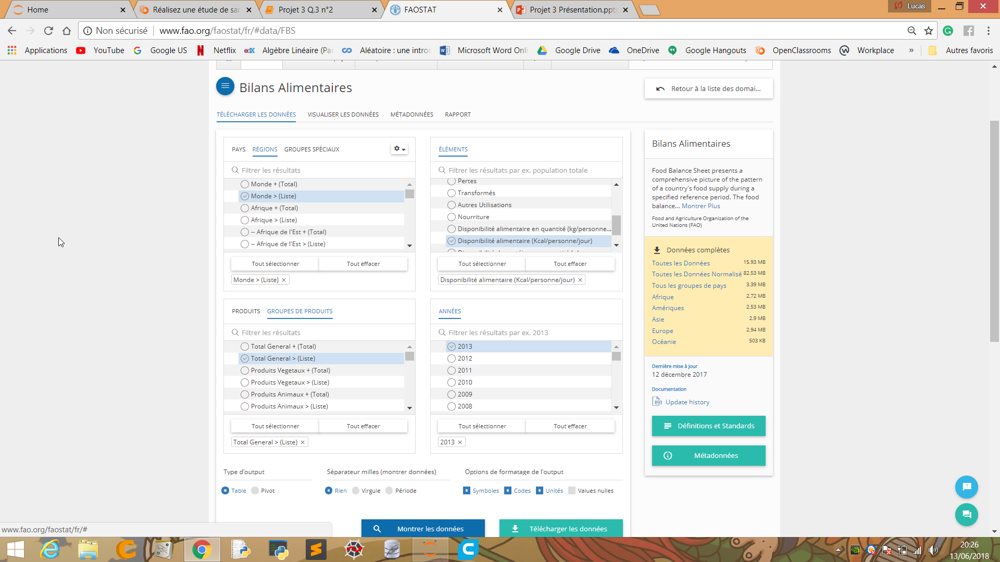 Home
Réalisez une étude de sa
Projet 3 Q.3 n°2
FAOSTAT
Projet 3 Présentation.pptx
Lucas
Non sécurisé
www.fao.org/faostat/fr/#data/FBS
Applications
YouTube
Google US
Netflix
Algèbre Linéaire (Par
Aléatoire : une introd
Microsoft Word Onli
Google Drive
OneDrive
Google Hangouts
OpenClassrooms
Workplace
»
Autres favoris
Bilans Alimentaires
Retour à la liste des domai...
TÉLÉCHARGER LES DONNÉES
VISUALISER LES DONNÉES
MÉTADONNÉES
RAPPORT
PAYS
RÉGIONS
GROUPES SPÉCIAUX
Filtrer les résultats
Monde + (Total)
Monde > (Liste)
Afrique + (Total)
Afrique > (Liste)
-- Afrique de l'Est + (Total)
-- Afrique de l'Est > (Liste)
Tout sélectionner
Tout effacer
Monde > (Liste) ×
ÉLÉMENTS
Filtrer les résultats par ex. population totale
Pertes
Transformés
Autres Utilisations
Nourriture
Disponibilité alimentaire en quantité (kg/personne...
Disponibilité alimentaire (Kcal/personne/jour)
Tout sélectionner
Tout effacer
Disponibilité alimentaire (Kcal/personne/jour) ×
PRODUITS
GROUPES DE PRODUITS
Filtrer les résultats
Total General + (Total)
Total General > (Liste)
Produits Vegetaux + (Total)
Produits Vegetaux > (Liste)
Produits Animaux + (Total)
Produits Animaux > (Liste)
Tout sélectionner
Tout effacer
Total General > (Liste) ×
ANNÉES
Filtrer les résultats par ex. 2013
2013
2012
2011
2010
2009
2008
Tout sélectionner
Tout effacer
2013 ×
Type d'output
Table
Pivot
Séparateur milles (montrer données)
Rien
Virgule
Période
Options de formatage de l'output
Symboles
Codes
Unités
Values nulles
Montrer les données
Télécharger les données
Bilans Alimentaires
Food Balance Sheet presents a
comprehensive picture of the pattern
of a country's food supply during a
specified reference period. The food
balance... Montrer Plus
Food and Agriculture Organization of the
United Nations (FAO)
Données complètes
Toutes les Données 15.93 MB
Toutes les Données Normalisé 82.53 MB
Tous les groupes de pays 3.39 MB
Afrique 2.72 MB
Amériques 2.53 MB
Asie 2.9 MB
Europe 2.94 MB
Océanie 503 KB
Dernière mise à jour
12 décembre 2017
Documentation
Update history
Définitions et Standards
Métadonnées
www.fao.org/faostat/fr/#
20:26
13/06/2018